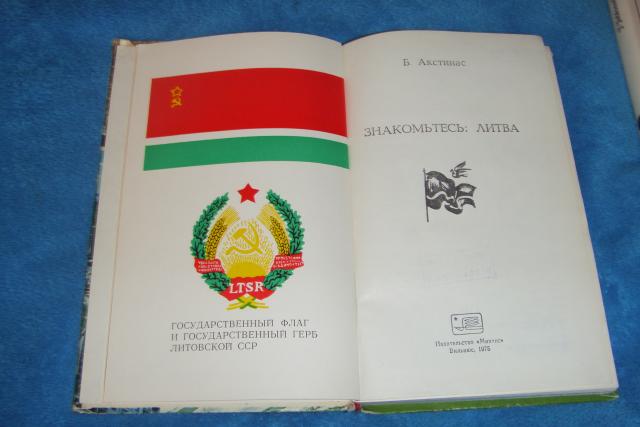 LTSR
ГОСУДАРСТВЕННЫЙ ФЛАГ
И ГОСУДАРСТВЕННЫЙ ГЕРБ
ЛИТОВСКОЙ ССР
Б. Акстинас
ЗНАКОМЬТЕСЬ: ЛИТВА
Издательство «Минтис»
Вильнюс, 1975